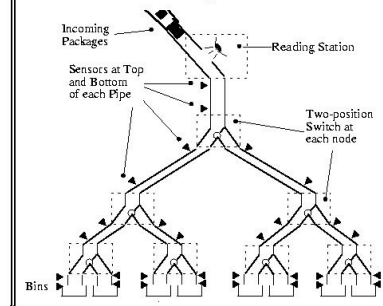 Incoming
Packages
Reading Station
Sensors at Top
and Bottom
of each Pipe
Two-position
Switch at
each node
Bins